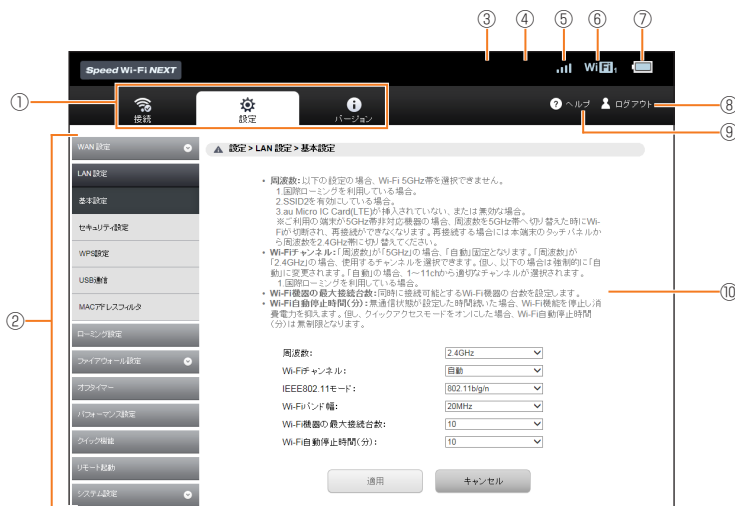 ③ ④ ⑤ ⑥ ⑦
Speed Wi-Fi NEXT
WiFi 1
①
接続
設定
バージョン
? ヘルプ
ログアウト
⑧
⑨
②
WAN 設定
LAN 設定
基本設定
セキュリティ設定
WPS設定
USB通信
MACアドレスフィルタ
ローミング設定
ファイアウォール設定
オフタイマー
パフォーマンス設定
クイック機能
リモート起動
システム設定
設定 > LAN 設定 > 基本設定
• 周波数: 以下の設定の場合、Wi-Fi 5GHz帯を選択できません。
1.国際ローミングを利用している場合。
2.SSID2を有効にしている場合。
3.au Micro IC Card(LTE)が挿入されていない、または無効な場合。
※ご利用の端末が5GHz帯非対応機器の場合、周波数を5GHz帯へ切り替えた時にWi-
Fiが切断され、再接続ができなくなります。再接続する場合には本端末のタッチパネルか
ら周波数を2.4GHz帯に切り替えてください。
• Wi-Fiチャンネル: 「周波数」が「5GHz」の場合、「自動」固定となります。「周波数」が
「2.4GHz」の場合、使用するチャンネルを選択できます。但し、以下の場合は強制的に「自
動」に変更されます。「自動」の場合、1～11chから適切なチャンネルが選択されます。
1.国際ローミングを利用している場合。
• Wi-Fi機器の最大接続台数: 同時に接続可能とするWi-Fi機器の台数を設定します。
• Wi-Fi自動停止時間(分): 無通信状態が設定した時間続いた場合、Wi-Fi機能を停止し消
費電力を抑えます。但し、クイックアクセスモードをオンにした場合、Wi-Fi自動停止時間
(分)は無制限となります。
⑩
周波数: 2.4GHz
Wi-Fiチャンネル: 自動
IEEE802.11モード: 802.11b/g/n
Wi-Fiバンド幅: 20MHz
Wi-Fi機器の最大接続台数: 10
Wi-Fi自動停止時間(分): 10
適用 キャンセル